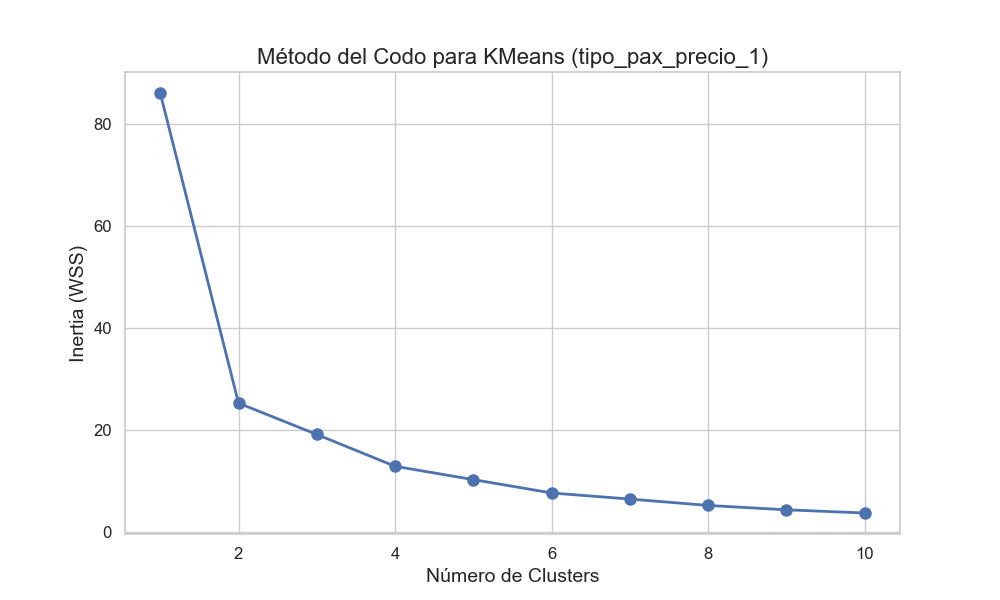 Método del Codo para KMeans (tipo_pax_precio_1)
80
60
40
20
0
Inertia (WSS)
2 4 6 8 10
Número de Clusters